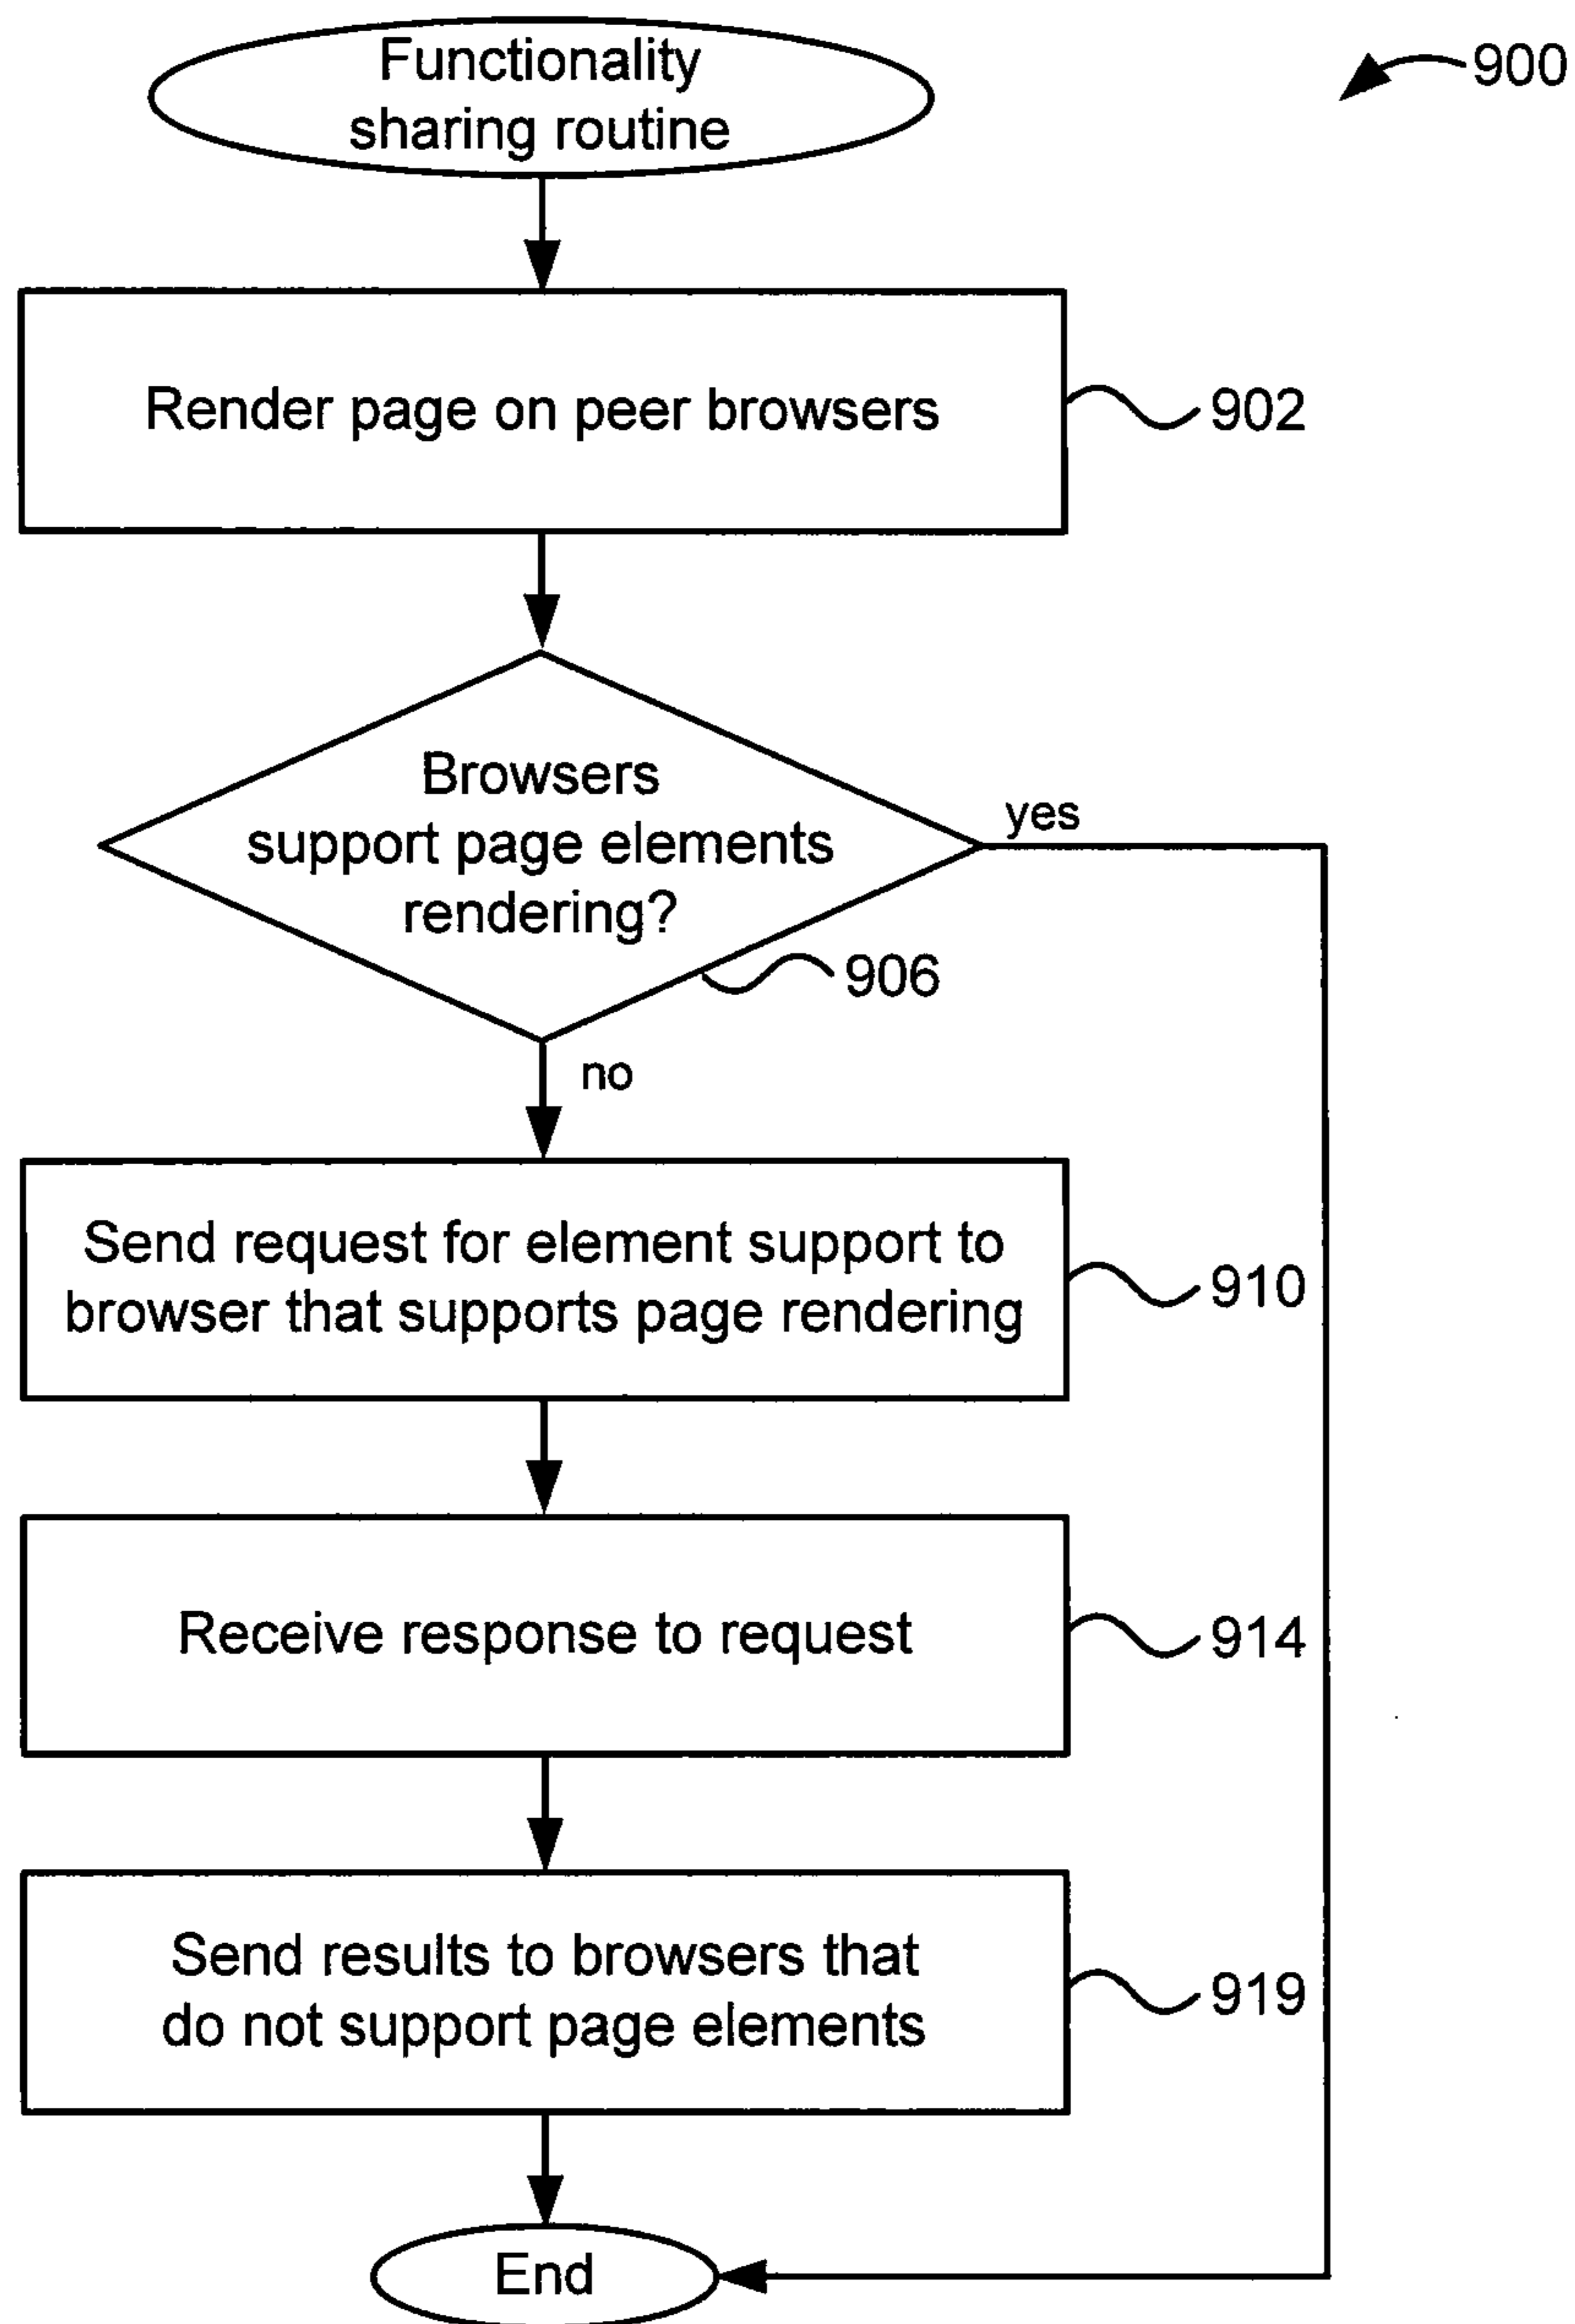 Functionality
sharing routine
900
Render page on peer browsers
902
Browsers
support page elements
rendering?
yes
906
no
Send request for element support to
browser that supports page rendering
910
Receive response to request
914
Send results to browsers that
do not support page elements
919
End